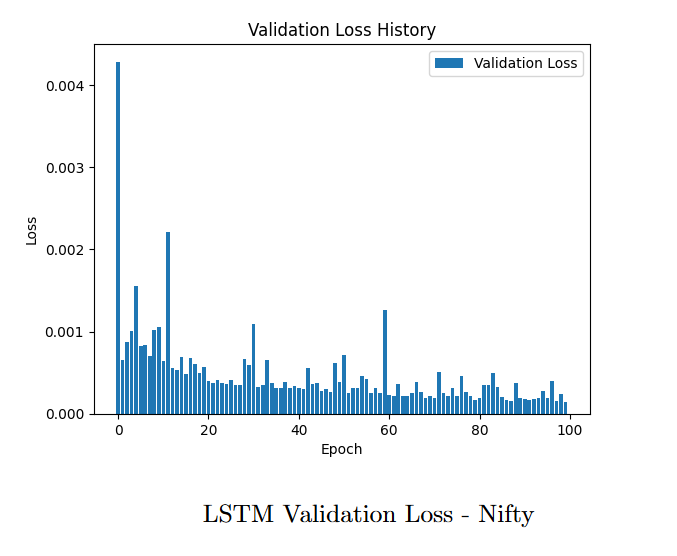 Validation Loss History
Validation Loss
0.004
0.003
0.002
0.001
0.000
Loss
0 20 40 60 80 100
Epoch
LSTM Validation Loss - Nifty